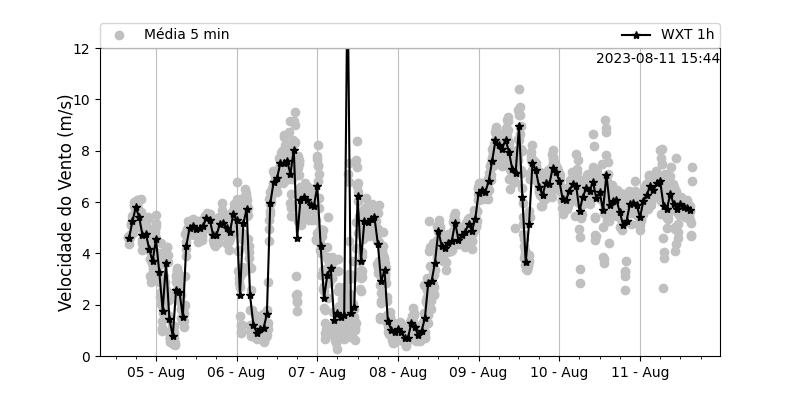 Média 5 min
WXT 1h
2023-08-11 15:44
Velocidade do Vento (m/s)
12
10
8
6
4
2
0
05 - Aug
06 - Aug
07 - Aug
08 - Aug
09 - Aug
10 - Aug
11 - Aug